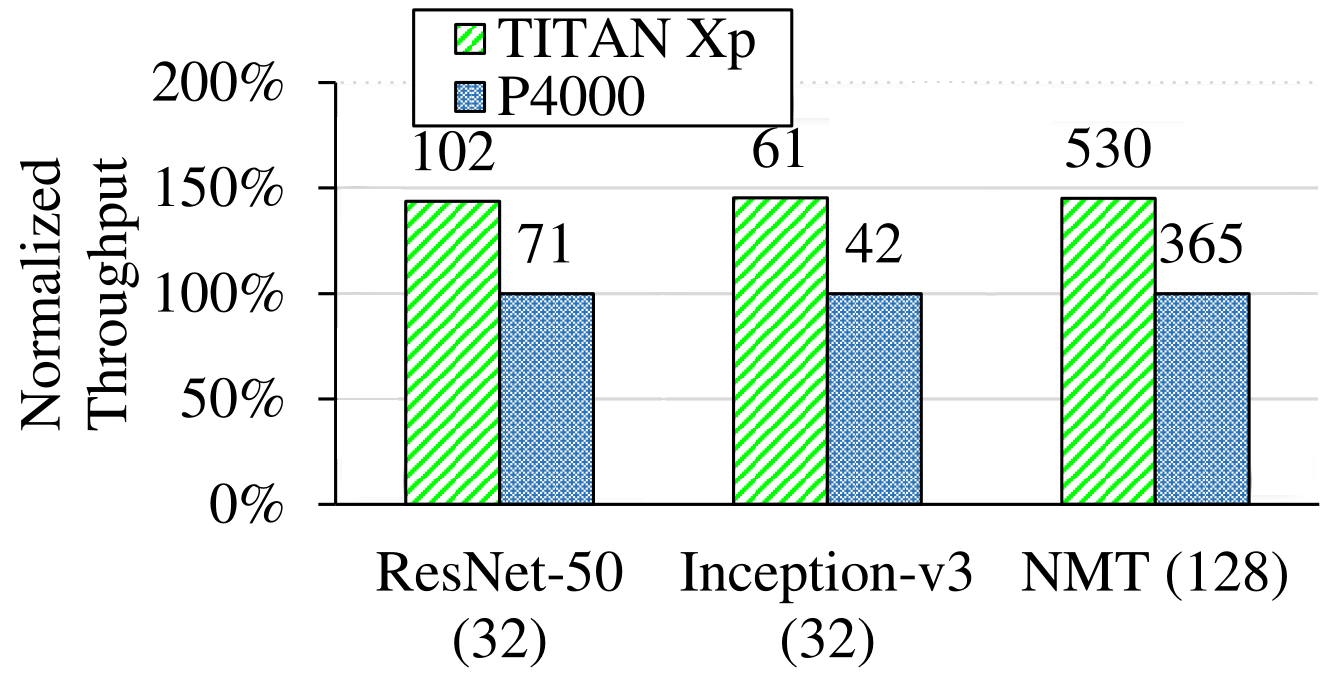 TITAN Xp
P4000
Normalized
Throughput
200%
150%
100%
50%
0%
102
71
61
42
530
365
ResNet-50
(32)
Inception-v3
(32)
NMT (128)